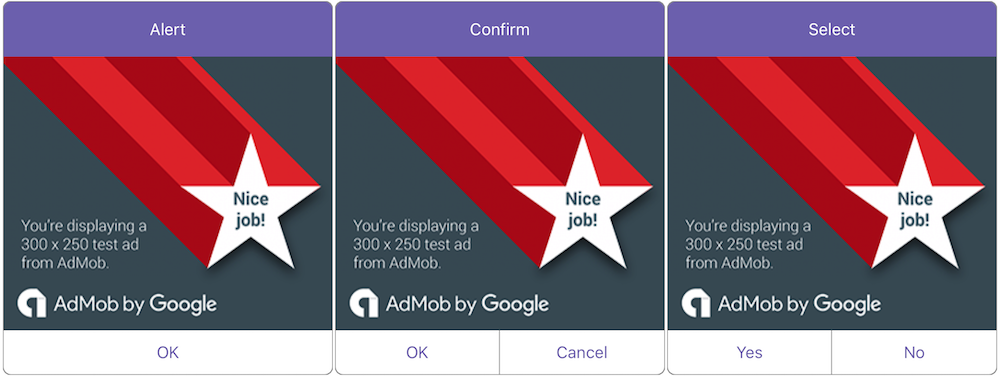 Alert
Nice
job!
You're displaying a
300 x 250 test ad
from AdMob.
AdMob by Google
OK
Confirm
Nice
job!
You're displaying a
300 x 250 test ad
from AdMob.
AdMob by Google
OK
Cancel
Select
Nice
job!
You're displaying a
300 x 250 test ad
from AdMob.
AdMob by Google
Yes
No